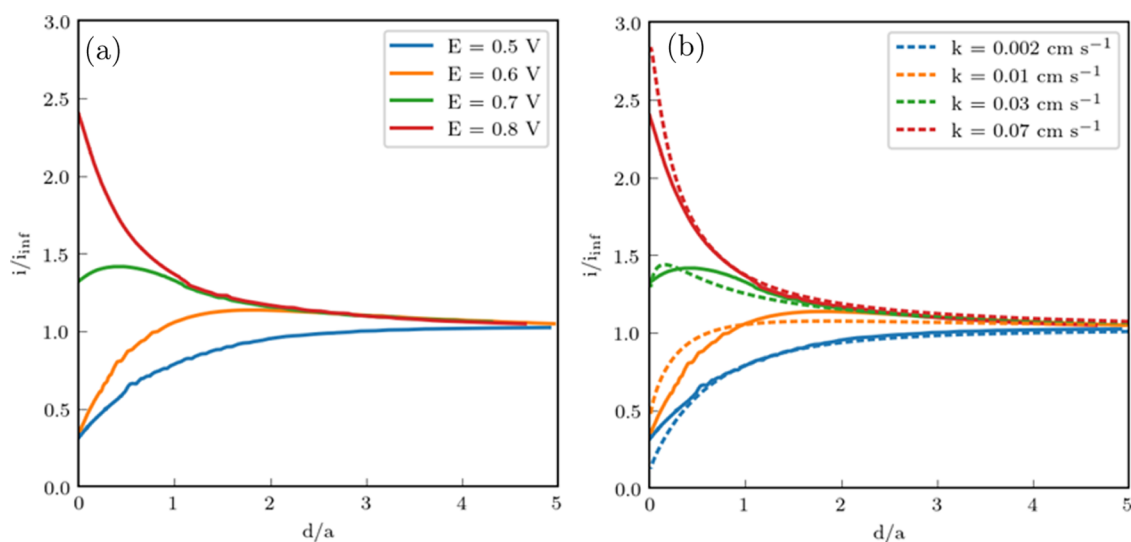 (a)
E = 0.5 V
E = 0.6 V
E = 0.7 V
E = 0.8 V
3.0
2.5
2.0
1.5
1.0
0.5
0.0
i/i_inf
0 1 2 3 4 5
d/a
(b)
k = 0.002 cm s⁻¹
k = 0.01 cm s⁻¹
k = 0.03 cm s⁻¹
k = 0.07 cm s⁻¹
3.0
2.5
2.0
1.5
1.0
0.5
0.0
i/i_inf
0 1 2 3 4 5
d/a